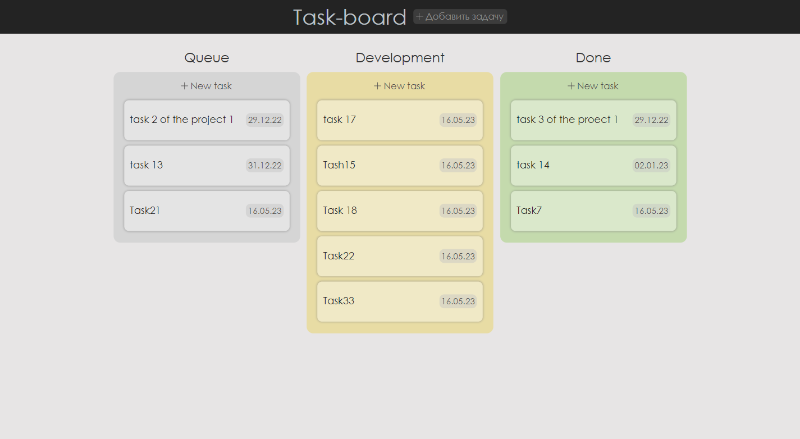 Task-board + Добавить задачу
Queue
+ New task
task 2 of the project 1 29.12.22
task 13 31.12.22
Task21 16.05.23
Development
+ New task
task 17 16.05.23
Tash15 16.05.23
Task 18 16.05.23
Task22 16.05.23
Task33 16.05.23
Done
+ New task
task 3 of the proect 1 29.12.22
task 14 02.01.23
Task7 16.05.23